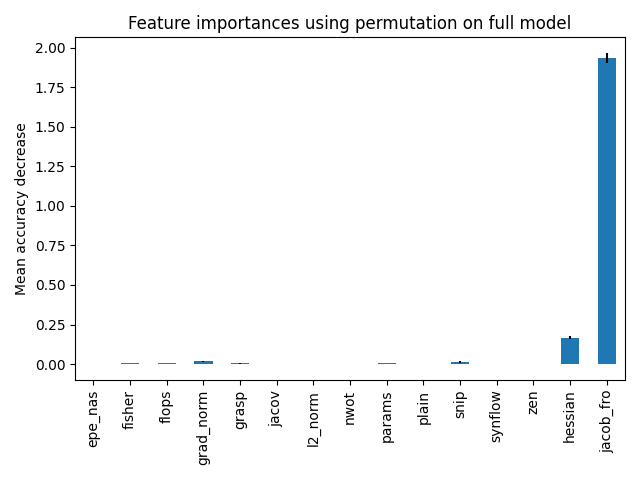 Feature importances using permutation on full model
Mean accuracy decrease
2.00
1.75
1.50
1.25
1.00
0.75
0.50
0.25
0.00
epe_nas
fisher
flops
grad_norm
grasp
jacov
l2_norm
nwot
params
plain
snip
synflow
zen
hessian
jacob_fro